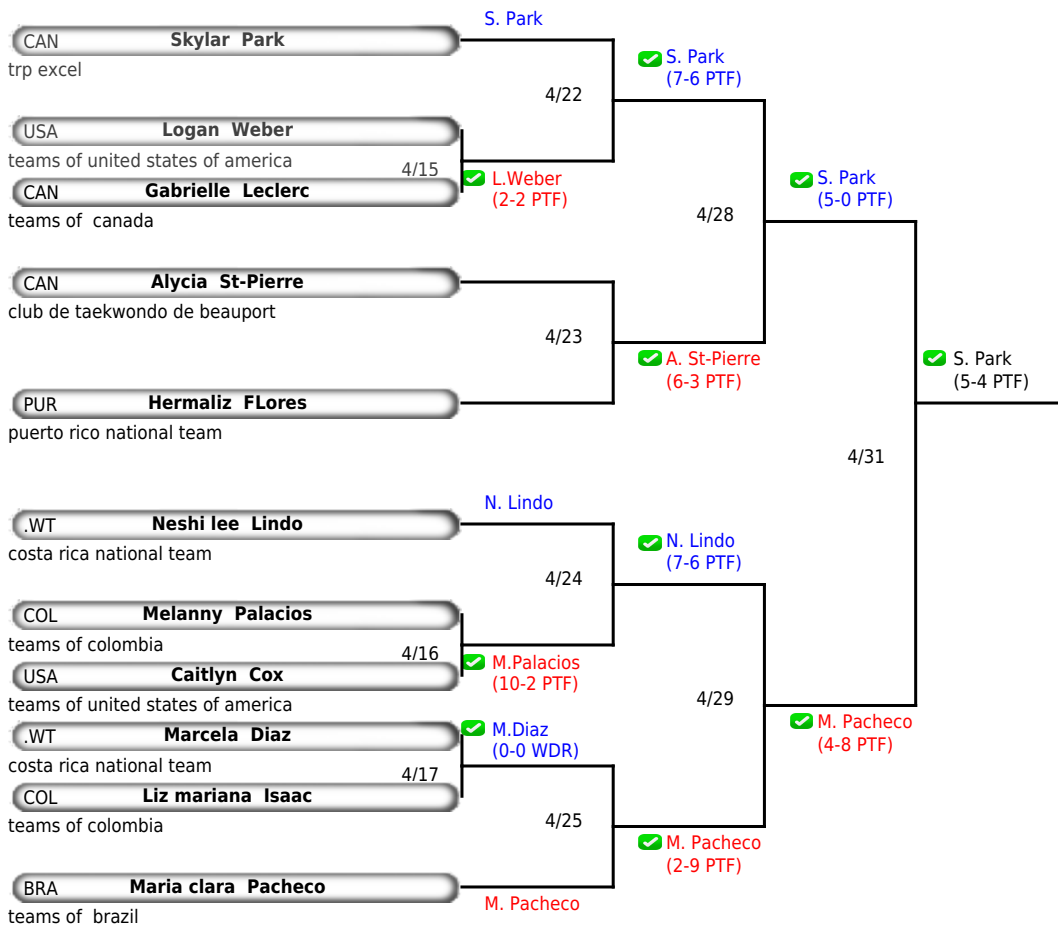 S. Park
CAN Skylar Park
trp excel
S. Park
(7-6 PTF)
4/22
USA Logan Weber
teams of united states of america
4/15
L.Weber
(2-2 PTF)
CAN Gabrielle Leclerc
teams of canada
S. Park
(5-0 PTF)
4/28
CAN Alycia St-Pierre
club de taekwondo de beauport
4/23
A. St-Pierre
(6-3 PTF)
S. Park
(5-4 PTF)
PUR Hermaliz FLores
puerto rico national team
4/31
N. Lindo
.WT Neshi lee Lindo
costa rica national team
N. Lindo
(7-6 PTF)
4/24
COL Melanny Palacios
teams of colombia
4/16
M.Palacios
(10-2 PTF)
USA Caitlyn Cox
teams of united states of america
4/29
M. Pacheco
(4-8 PTF)
.WT Marcela Diaz
costa rica national team
M.Diaz
(0-0 WDR)
4/17
COL Liz mariana Isaac
teams of colombia
4/25
M. Pacheco
(2-9 PTF)
BRA Maria clara Pacheco
teams of brazil
M. Pacheco